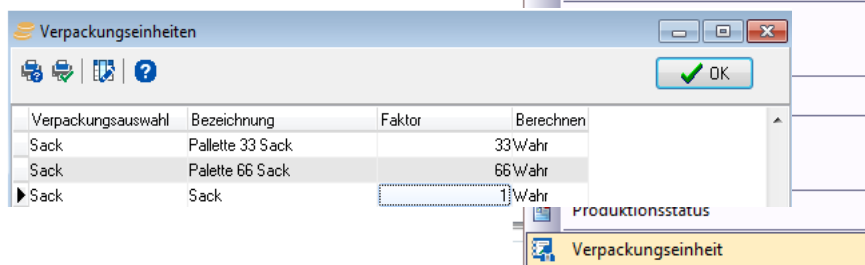 Verpackungseinheiten
OK
Verpackungsauswahl Bezeichnung Faktor Berechnen
Sack Pallette 33 Sack 33 Wahr
Sack Palette 66 Sack 66 Wahr
Sack Sack 1 Wahr
Produktionsstatus
Verpackungseinheit